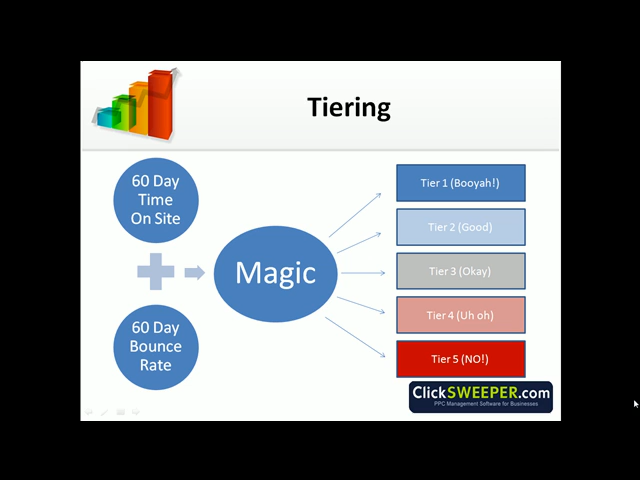 Tiering
60 Day
Time
On Site
60 Day
Bounce
Rate
Magic
Tier 1 (Booyah!)
Tier 2 (Good)
Tier 3 (Okay)
Tier 4 (Uh oh)
Tier 5 (NO!)
ClickSWEEPER.com
PPC Management Software for Businesses